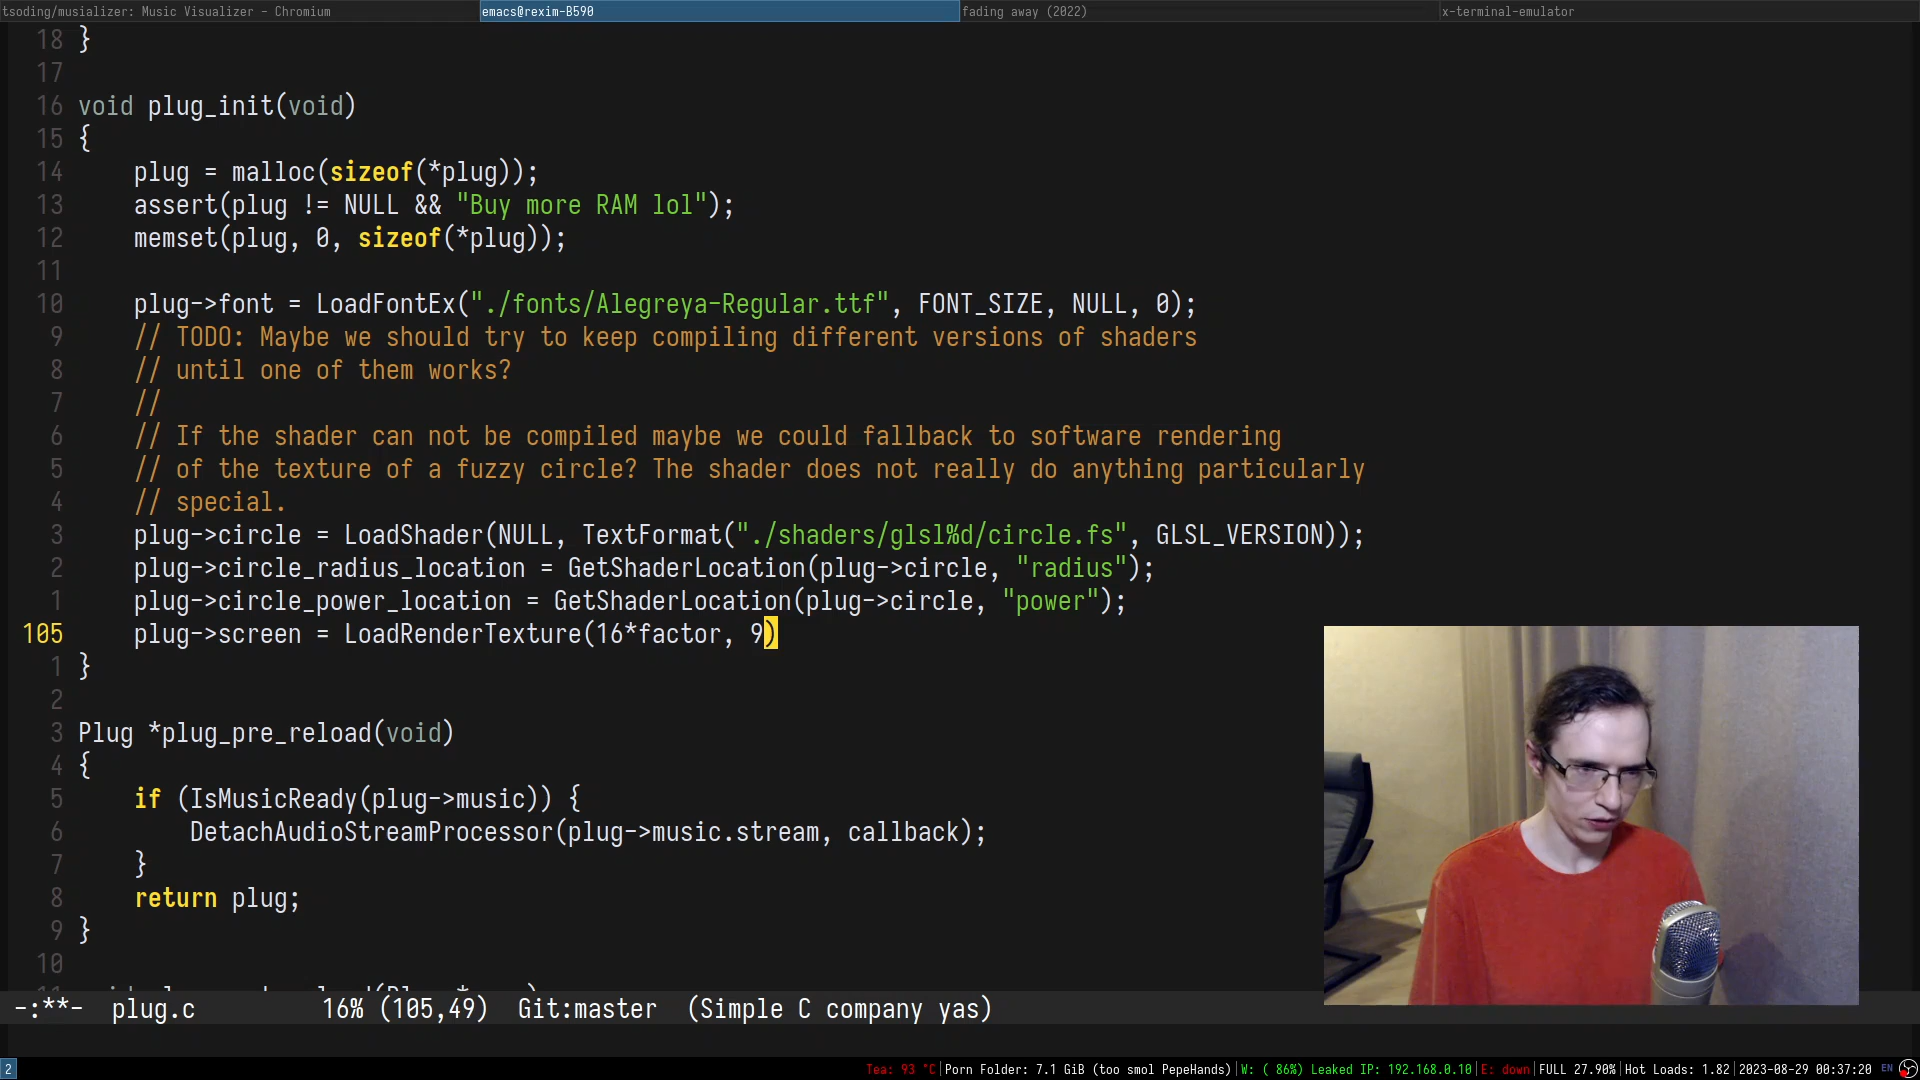 tsoding/musializer: Music Visualizer - Chromium
emacs@rexim-B590
fading away (2022)
x-terminal-emulator
18 }
17
16 void plug_init(void)
15 {
14     plug = malloc(sizeof(*plug));
13     assert(plug != NULL && "Buy more RAM lol");
12     memset(plug, 0, sizeof(*plug));
11
10     plug->font = LoadFontEx("./fonts/Alegreya-Regular.ttf", FONT_SIZE, NULL, 0);
9     // TODO: Maybe we should try to keep compiling different versions of shaders
8     // until one of them works?
7     //
6     // If the shader can not be compiled maybe we could fallback to software rendering
5     // of the texture of a fuzzy circle? The shader does not really do anything particularly
4     // special.
3     plug->circle = LoadShader(NULL, TextFormat("./shaders/glsl%d/circle.fs", GLSL_VERSION));
2     plug->circle_radius_location = GetShaderLocation(plug->circle, "radius");
1     plug->circle_power_location = GetShaderLocation(plug->circle, "power");
105     plug->screen = LoadRenderTexture(16*factor, 9)
1 }
2
3 Plug *plug_pre_reload(void)
4 {
5     if (IsMusicReady(plug->music)) {
6         DetachAudioStreamProcessor(plug->music.stream, callback);
7     }
8     return plug;
9 }
10
-:**-  plug.c         16% (105,49)  Git:master  (Simple C company yas)
2
Tea: 93 °C|Porn Folder: 7.1 GiB (too smol PepeHands)|W: ( 86%) Leaked IP: 192.168.0.10|E: down|FULL 27.90%|Hot Loads: 1.82|2023-08-29 00:37:20 EN